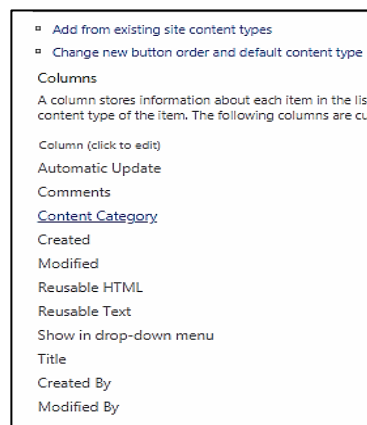 Add from existing site content types
Change new button order and default content type
Columns
A column stores information about each item in the lis
content type of the item. The following columns are cu
Column (click to edit)
Automatic Update
Comments
Content Category
Created
Modified
Reusable HTML
Reusable Text
Show in drop-down menu
Title
Created By
Modified By